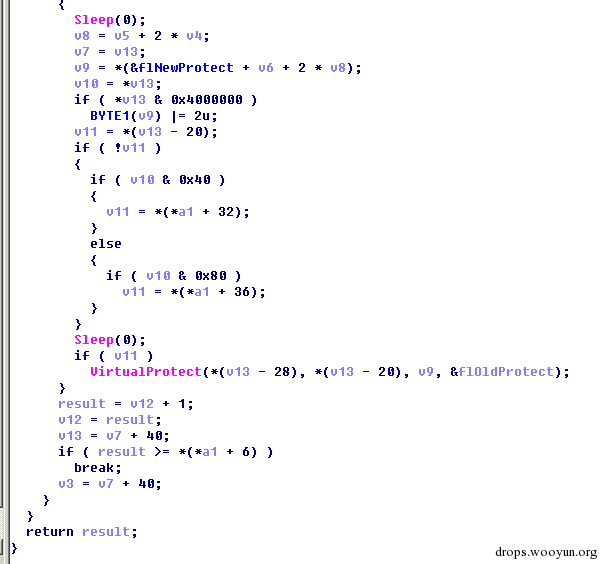 {
Sleep(0);
v8 = v5 + 2 * v4;
v7 = v13;
v9 = *(&flNewProtect + v6 + 2 * v8);
v10 = *v13;
if ( *v13 & 0x4000000 )
BYTE1(v9) |= 2u;
v11 = *(v13 - 20);
if ( !v11 )
{
if ( v10 & 0x40 )
{
v11 = *(*a1 + 32);
}
else
{
if ( v10 & 0x80 )
v11 = *(*a1 + 36);
}
}
Sleep(0);
if ( v11 )
VirtualProtect(*(v13 - 28), *(v13 - 20), v9, &flOldProtect);
}
result = v12 + 1;
v12 = result;
v13 = v7 + 40;
if ( result >= *(*a1 + 6) )
break;
v3 = v7 + 40;
}
}
return result;
}
drops.wooyun.org